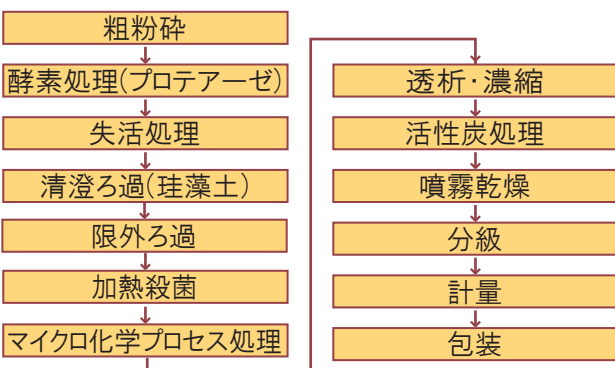 粗粉砕
酵素処理(プロテアーゼ)
失活処理
清澄ろ過(珪藻土)
限外ろ過
加熱殺菌
マイクロ化学プロセス処理
透析・濃縮
活性炭処理
噴霧乾燥
分級
計量
包装